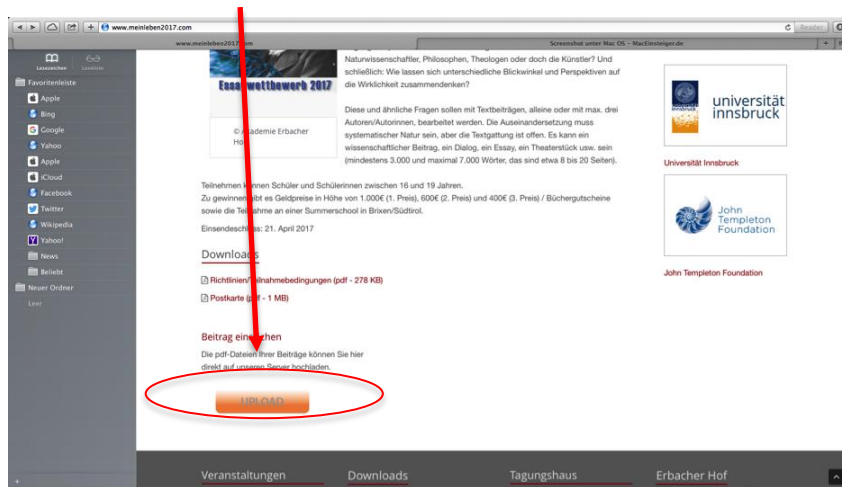 www.meinleben2017.com
Reader
www.meinleben2017.com
Screenshot unter Mac OS – MacEinsteiger.de
Lesezeichen
Leseliste
Favoritenleiste
Apple
Bing
Google
Yahoo
Apple
iCloud
Facebook
Twitter
Wikipedia
Yahoo!
News
Beliebt
Neuer Ordner
Leer
Essaywettbewerb 2017
© Akademie Erbacher
Hof
Naturwissenschaftler, Philosophen, Theologen oder doch die Künstler? Und
schließlich: Wie lassen sich unterschiedliche Blickwinkel und Perspektiven auf
die Wirklichkeit zusammendenken?
Diese und ähnliche Fragen sollen mit Textbeiträgen, alleine oder mit max. drei
Autoren/Autorinnen, bearbeitet werden. Die Auseinandersetzung muss
systematischer Natur sein, aber die Textgattung ist offen. Es kann ein
wissenschaftlicher Beitrag, ein Dialog, ein Essay, ein Theaterstück usw. sein
(mindestens 3.000 und maximal 7.000 Wörter, das sind etwa 8 bis 20 Seiten).
Teilnehmen können Schüler und Schülerinnen zwischen 16 und 19 Jahren.
Zu gewinnen gibt es Geldpreise in Höhe von 1.000€ (1. Preis), 600€ (2. Preis) und 400€ (3. Preis) / Büchergutscheine
sowie die Teilnahme an einer Summerschool in Brixen/Südtirol.
Einsendeschluss: 21. April 2017
Downloads
Richtlinien/Teilnahmebedingungen (pdf - 278 KB)
Postkarte (pdf - 1 MB)
Beitrag einreichen
Die pdf-Dateien Ihrer Beiträge können Sie hier
direkt auf unseren Server hochladen.
UPLOAD
universität
innsbruck
Universität Innsbruck
John
Templeton
Foundation
John Templeton Foundation
Veranstaltungen
Downloads
Tagungshaus
Erbacher Hof